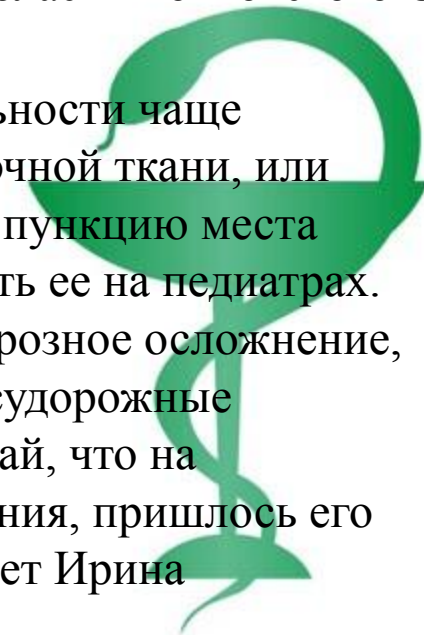 ьности чаще
очной ткани, или
пункцию места
ть ее на педиатрах.
розное осложнение,
судорожные
ай, что на
ния, пришлось его
ет Ирина